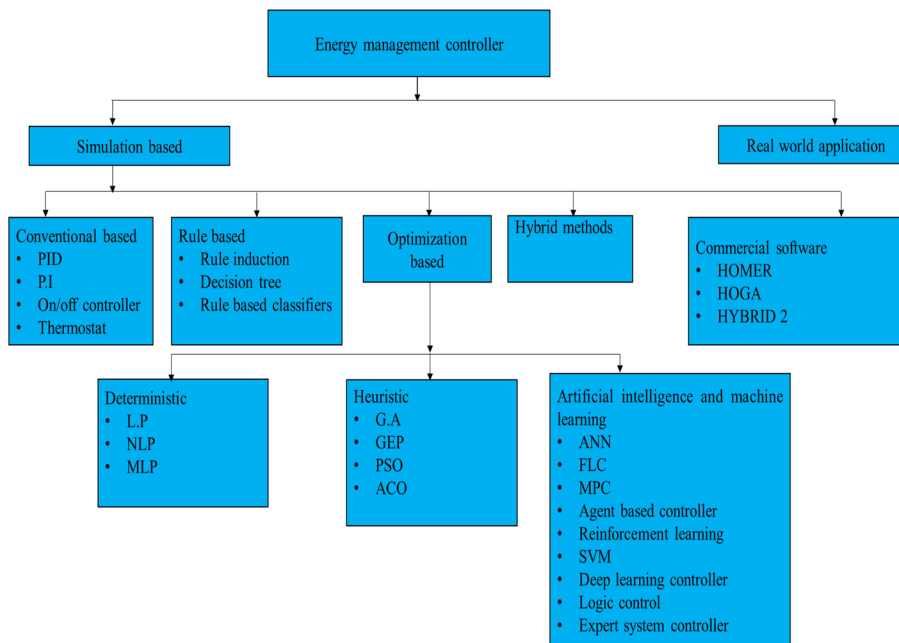 Energy management controller
Simulation based
Real world application
Conventional based
• PID
• P.I
• On/off controller
• Thermostat
Rule based
• Rule induction
• Decision tree
• Rule based classifiers
Optimization
based
Hybrid methods
Commercial software
• HOMER
• HOGA
• HYBRID 2
Deterministic
• L.P
• NLP
• MLP
Heuristic
• G.A
• GEP
• PSO
• ACO
Artificial intelligence and machine
learning
• ANN
• FLC
• MPC
• Agent based controller
• Reinforcement learning
• SVM
• Deep learning controller
• Logic control
• Expert system controller